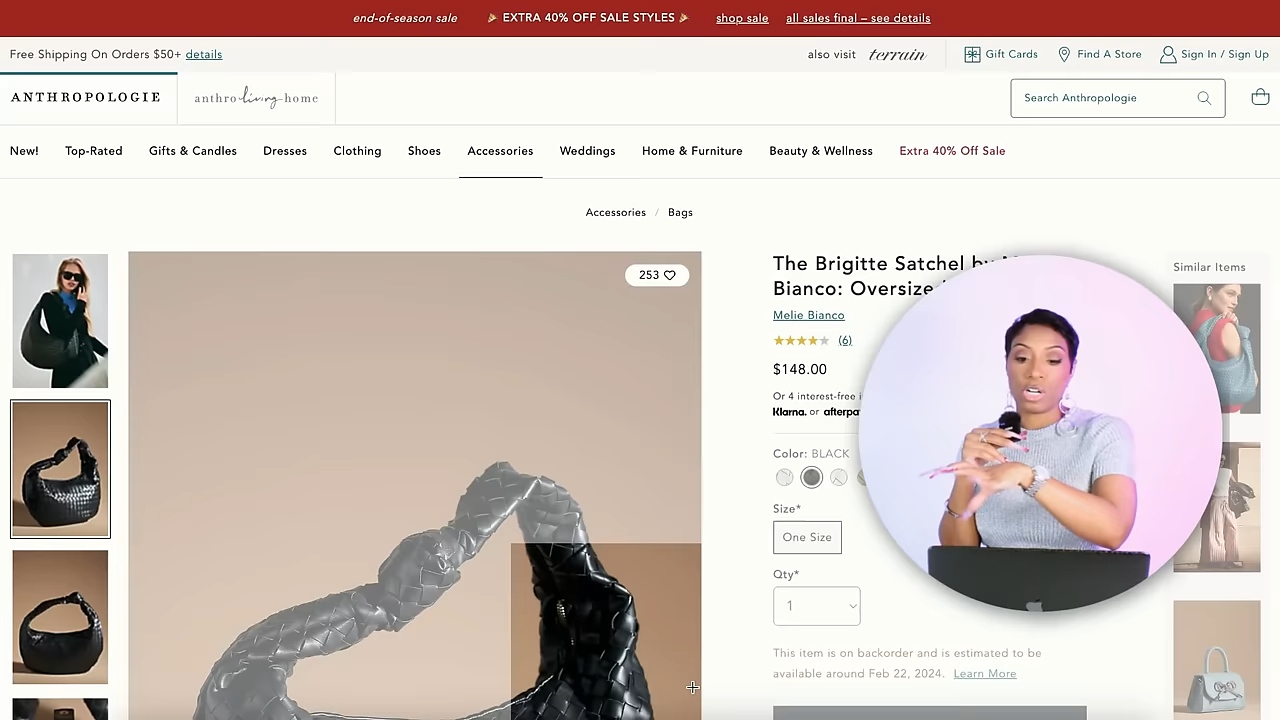 end-of-season sale EXTRA 40% OFF SALE STYLES shop sale all sales final – see details
Free Shipping On Orders $50+ details
also visit terrain Gift Cards Find A Store Sign In / Sign Up
ANTHROPOLOGIE
anthroliving home
Search Anthropologie
New! Top-Rated Gifts & Candles Dresses Clothing Shoes Accessories Weddings Home & Furniture Beauty & Wellness Extra 40% Off Sale
Accessories / Bags
253
The Brigitte Satchel by
Bianco: Oversize
Melie Bianco
(6)
$148.00
Or 4 interest-free
Klarna. or afterpa
Color: BLACK
Size*
One Size
Qty*
1
This item is on backorder and is estimated to be
available around Feb 22, 2024. Learn More
Similar Items